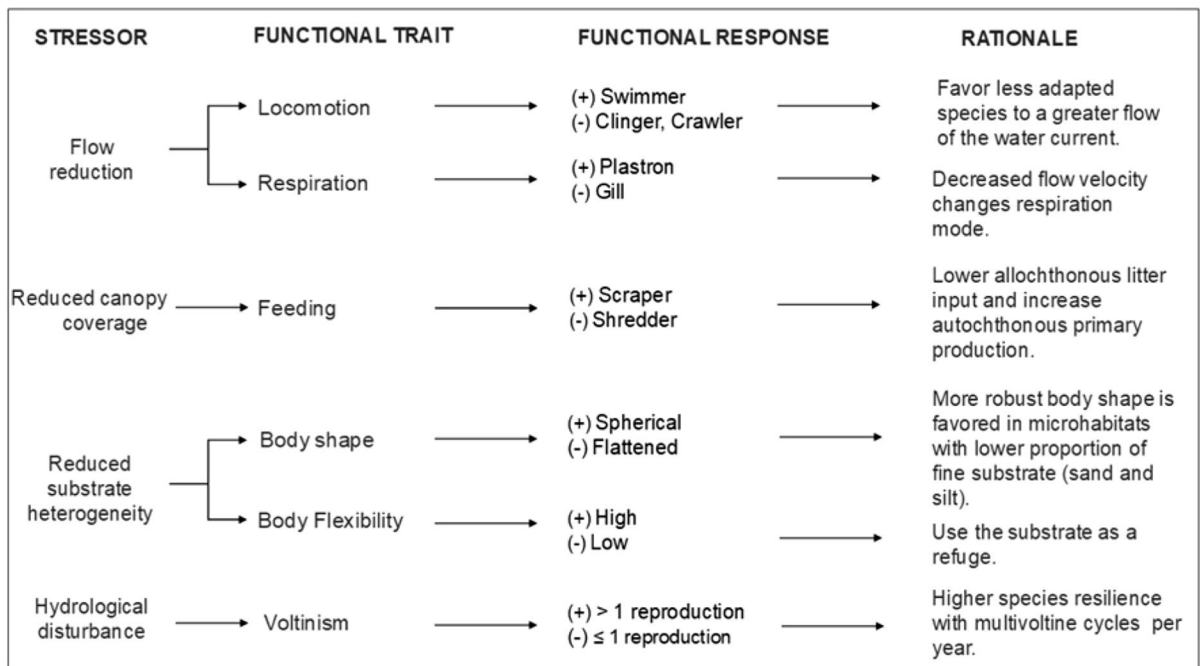 STRESSOR
FUNCTIONAL TRAIT
FUNCTIONAL RESPONSE
RATIONALE
Flow
reduction
Locomotion
(+) Swimmer
(-) Clinger, Crawler
Favor less adapted
species to a greater flow
of the water current.
Respiration
(+) Plastron
(-) Gill
Decreased flow velocity
changes respiration
mode.
Reduced canopy
coverage
Feeding
(+) Scraper
(-) Shredder
Lower allochthonous litter
input and increase
autochthonous primary
production.
Reduced
substrate
heterogeneity
Body shape
(+) Spherical
(-) Flattened
More robust body shape is
favored in microhabitats
with lower proportion of
fine substrate (sand and
silt).
Body Flexibility
(+) High
(-) Low
Use the substrate as a
refuge.
Hydrological
disturbance
Voltinism
(+) > 1 reproduction
(-) ≤ 1 reproduction
Higher species resilience
with multivoltine cycles per
year.